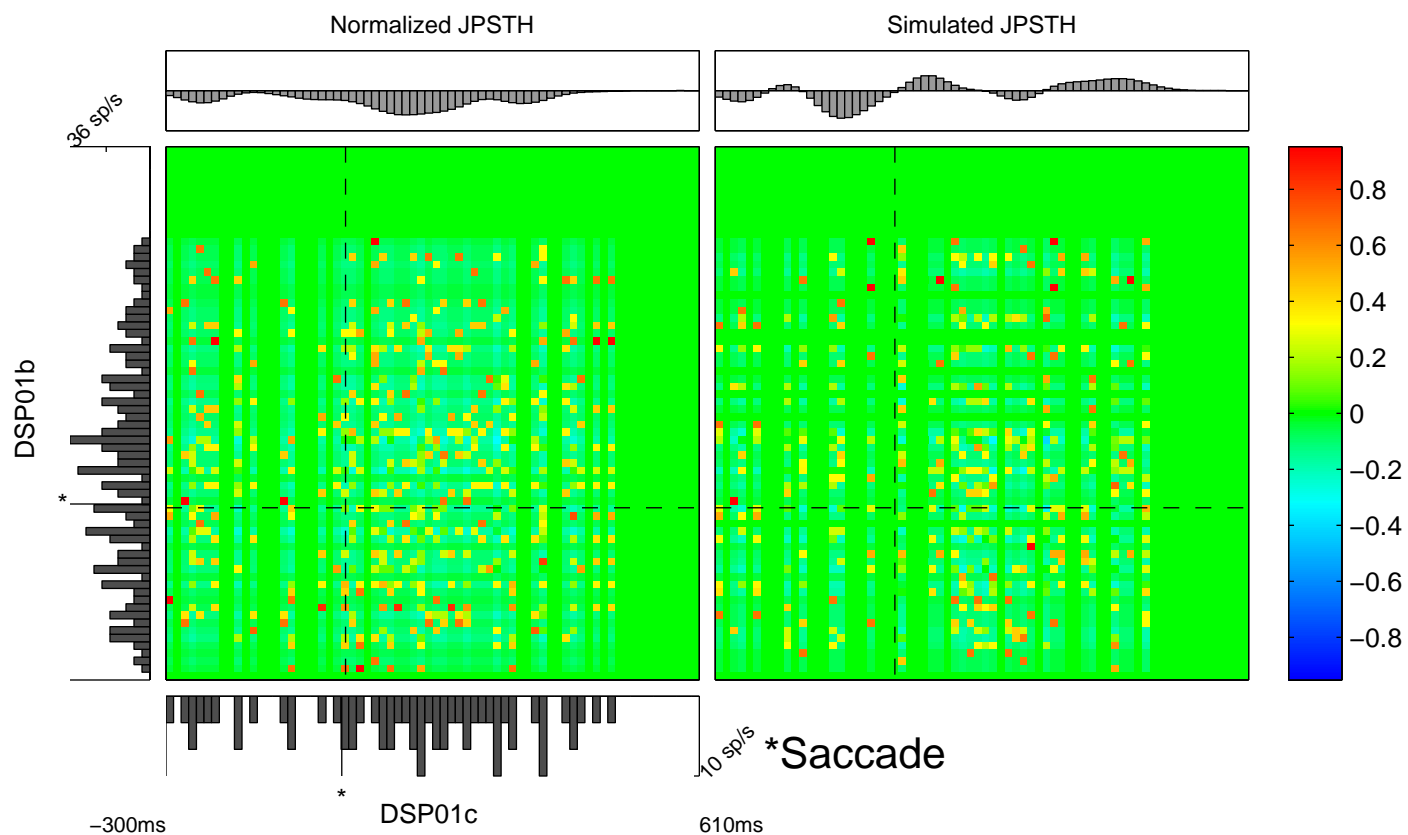 Normalized JPSTH
Simulated JPSTH
36 sp/s
DSP01b
*
0.8
0.6
0.4
0.2
0
−0.2
−0.4
−0.6
−0.8
10 sp/s
*Saccade
*
DSP01c
−300ms
610ms